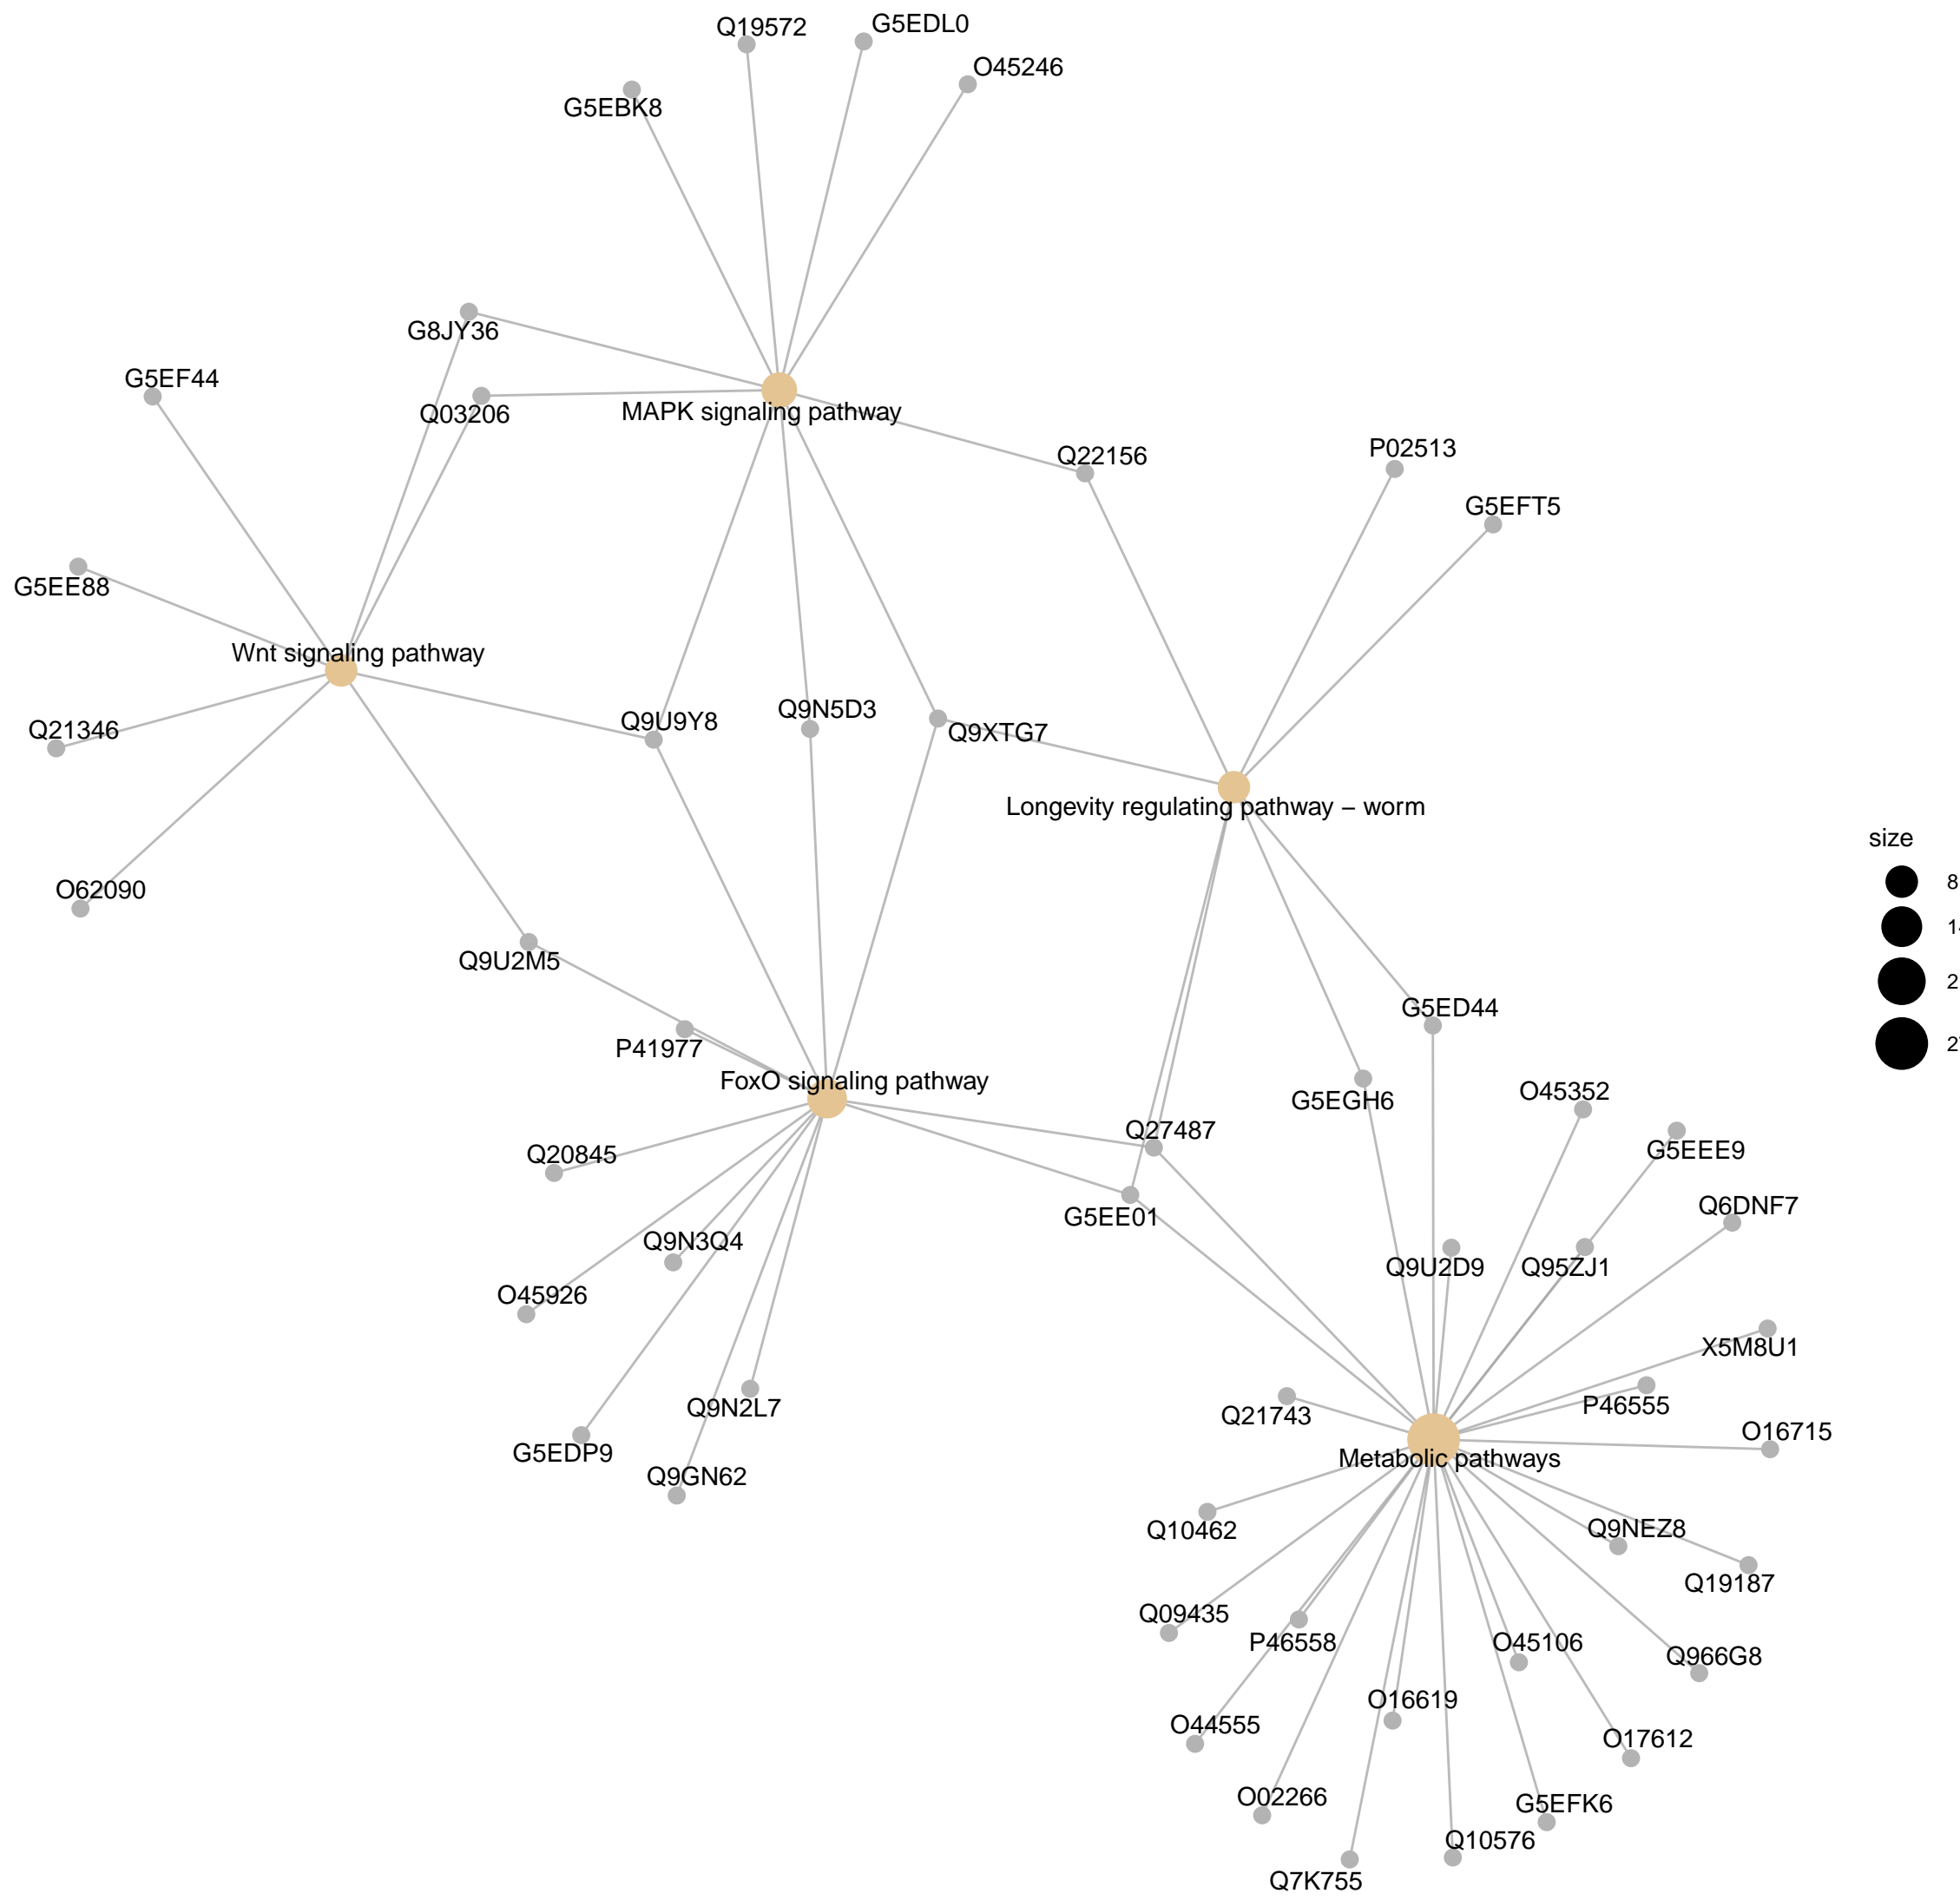 Q19572
G5EDL0
O45246
G5EBK8
G8JY36
G5EF44
Q03206
MAPK signaling pathway
Q22156
P02513
G5EFT5
G5EE88
Wnt signaling pathway
Q21346
Q9U9Y8
Q9N5D3
Q9XTG7
Longevity regulating pathway – worm
size
8
O62090
Q9U2M5
G5ED44
P41977
FoxO signaling pathway
G5EGH6
O45352
Q27487
G5EEE9
Q20845
Q6DNF7
G5EE01
Q9N3Q4
Q9U2D9
Q95ZJ1
O45926
X5M8U1
P46555
Q9N2L7
Q21743
O16715
G5EDP9
Metabolic pathways
Q9GN62
Q10462
Q9NEZ8
Q19187
Q09435
P46558
O45106
Q966G8
O16619
O44555
O17612
O02266
G5EFK6
Q10576
Q7K755